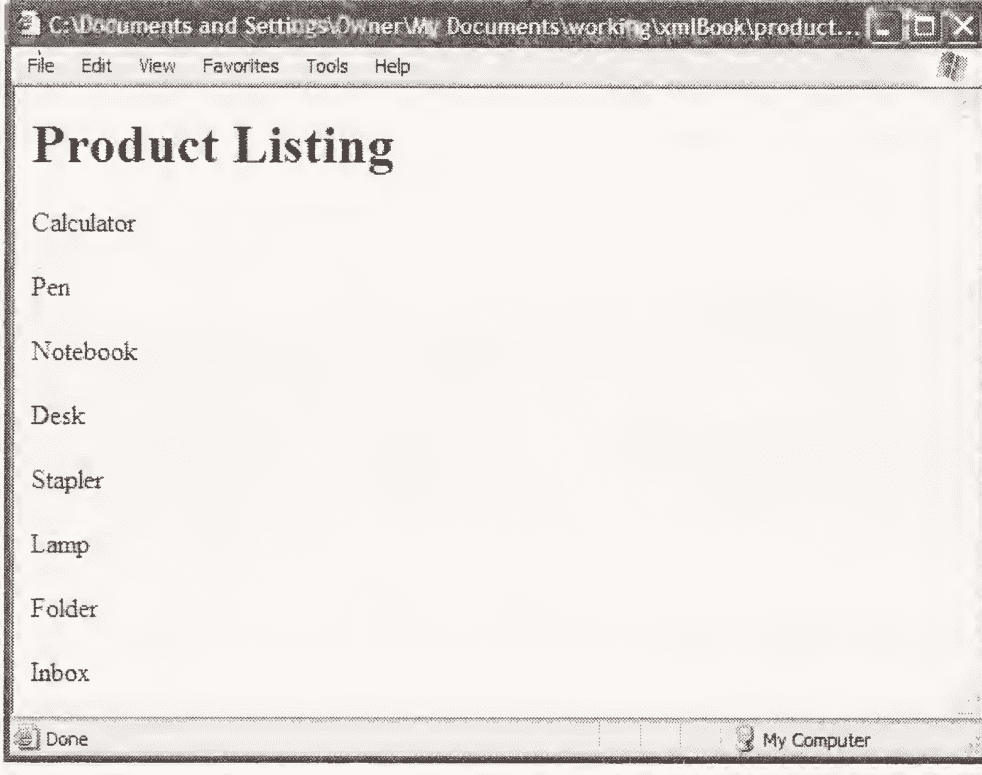 C:\Documents and Settings\Owner\My Documents\working\xmlBook\product...
File Edit View Favorites Tools Help
Product Listing
Calculator
Pen
Notebook
Desk
Stapler
Lamp
Folder
Inbox
Done My Computer